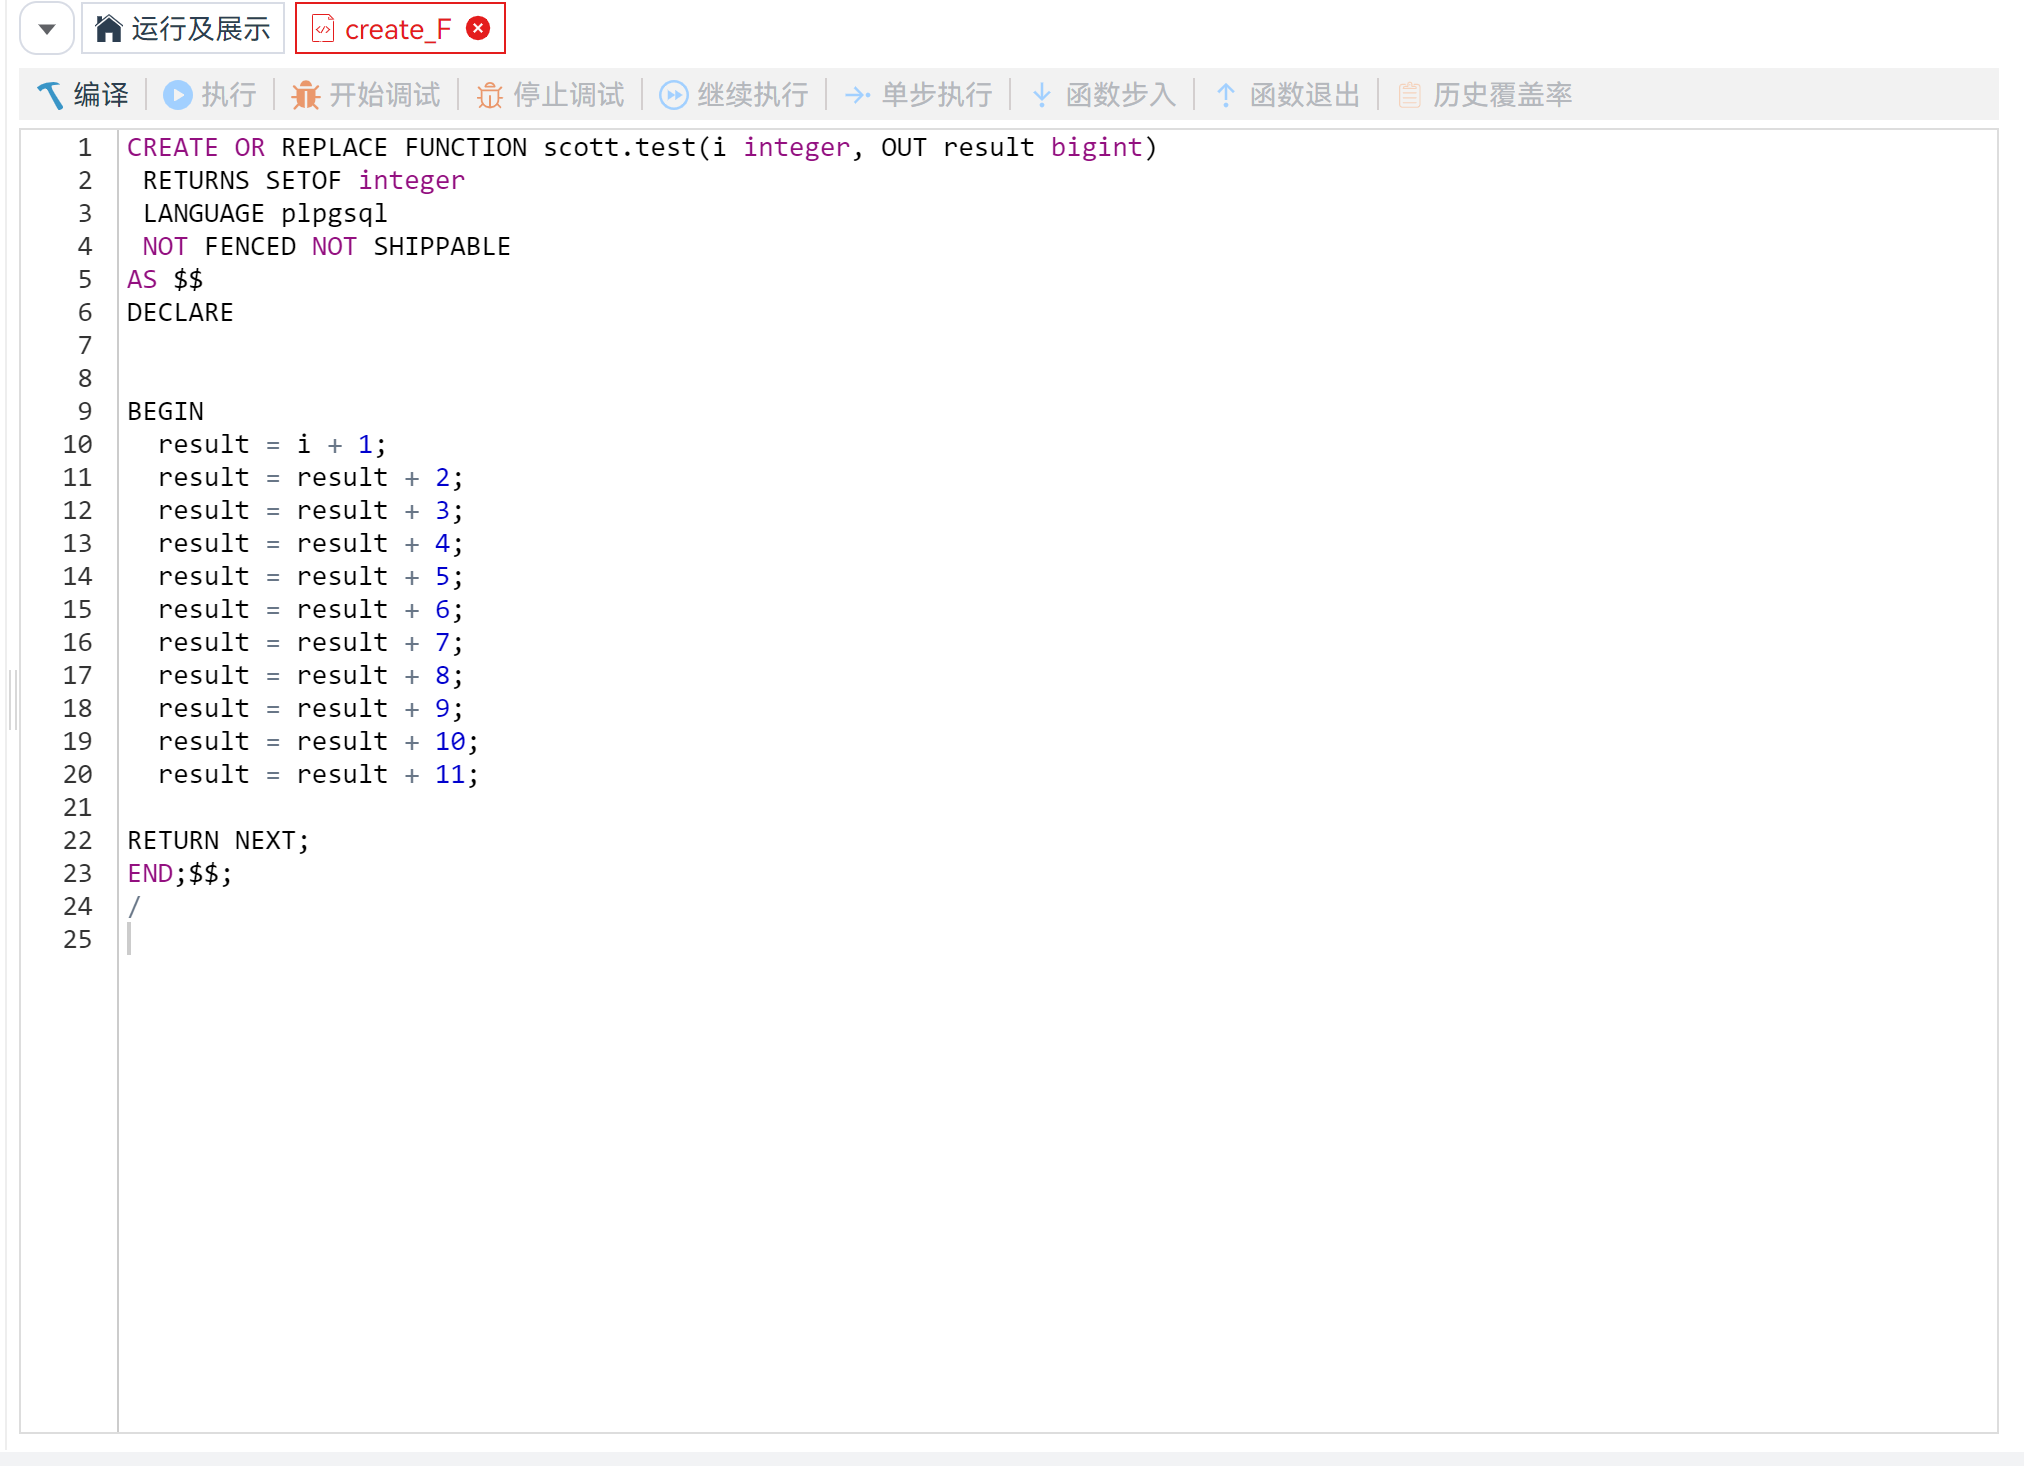 运行及展示 create_F
编译 执行 开始调试 停止调试 继续执行 单步执行 函数步入 函数退出 历史覆盖率
1 CREATE OR REPLACE FUNCTION scott.test(i integer, OUT result bigint)
2 RETURNS SETOF integer
3 LANGUAGE plpgsql
4 NOT FENCED NOT SHIPPABLE
5 AS $$
6 DECLARE
7
8
9 BEGIN
10 result = i + 1;
11 result = result + 2;
12 result = result + 3;
13 result = result + 4;
14 result = result + 5;
15 result = result + 6;
16 result = result + 7;
17 result = result + 8;
18 result = result + 9;
19 result = result + 10;
20 result = result + 11;
21
22 RETURN NEXT;
23 END;$$;
24 /
25